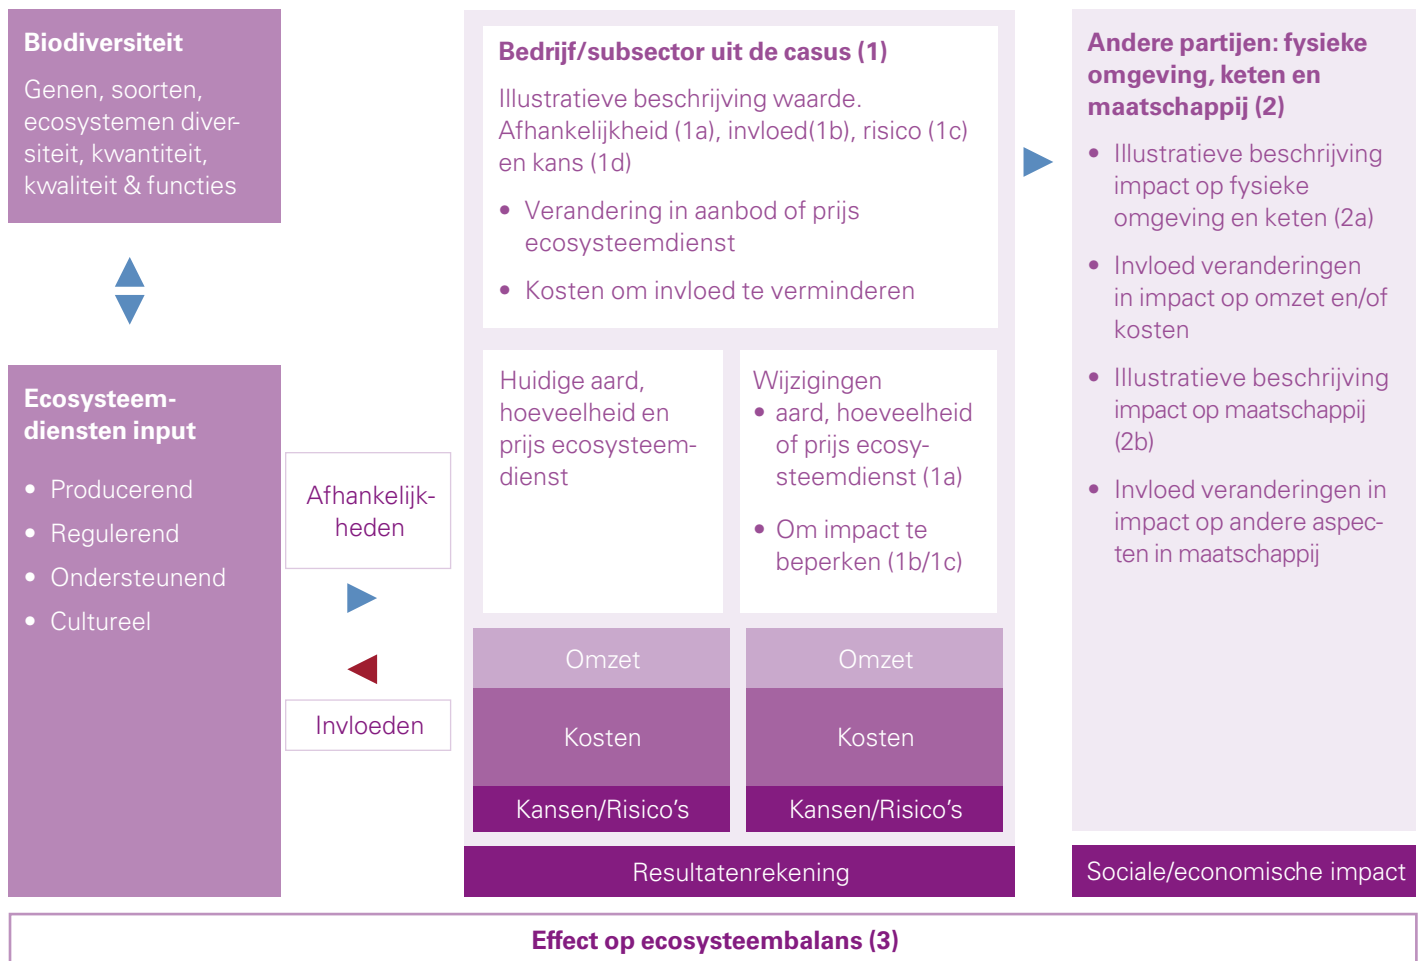 Biodiversiteit
Genen, soorten,
ecosystemen diver-
siteit, kwantiteit,
kwaliteit & functies
Ecosysteem-
diensten input
• Producerend
• Regulerend
• Ondersteunend
• Cultureel
Afhankelijk-
heden
Invloeden
Bedrijf/subsector uit de casus (1)
Illustratieve beschrijving waarde.
Afhankelijkheid (1a), invloed(1b), risico (1c)
en kans (1d)
• Verandering in aanbod of prijs
ecosysteemdienst
• Kosten om invloed te verminderen
Huidige aard,
hoeveelheid en
prijs ecosysteem-
dienst
Wijzigingen
• aard, hoeveelheid
of prijs ecosy-
steemdienst (1a)
• Om impact te
beperken (1b/1c)
Omzet
Kosten
Kansen/Risico’s
Omzet
Kosten
Kansen/Risico’s
Resultatenrekening
Andere partijen: fysieke
omgeving, keten en
maatschappij (2)
• Illustratieve beschrijving
impact op fysieke
omgeving en keten (2a)
• Invloed veranderingen
in impact op omzet en/of
kosten
• Illustratieve beschrijving
impact op maatschappij
(2b)
• Invloed veranderingen in
impact op andere aspec-
ten in maatschappij
Sociale/economische impact
Effect op ecosysteembalans (3)